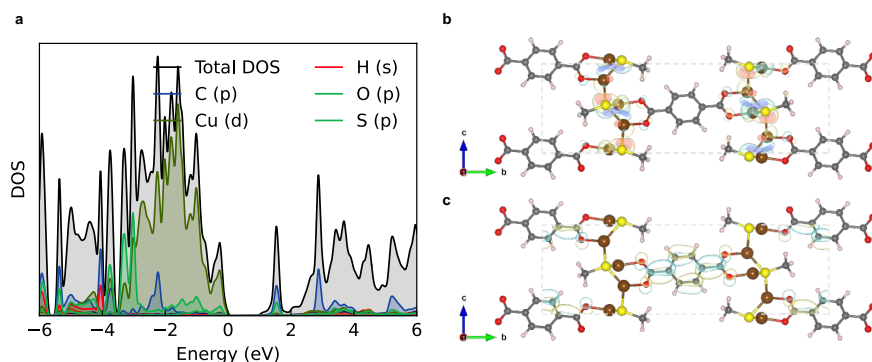 a
Total DOS
C (p)
Cu (d)
H (s)
O (p)
S (p)
DOS
−6 −4 −2 0 2 4 6
Energy (eV)
b
c
b
c
c
b